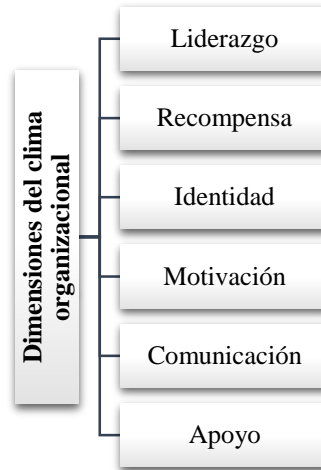 Dimensiones del clima
organizacional
Liderazgo
Recompensa
Identidad
Motivación
Comunicación
Apoyo